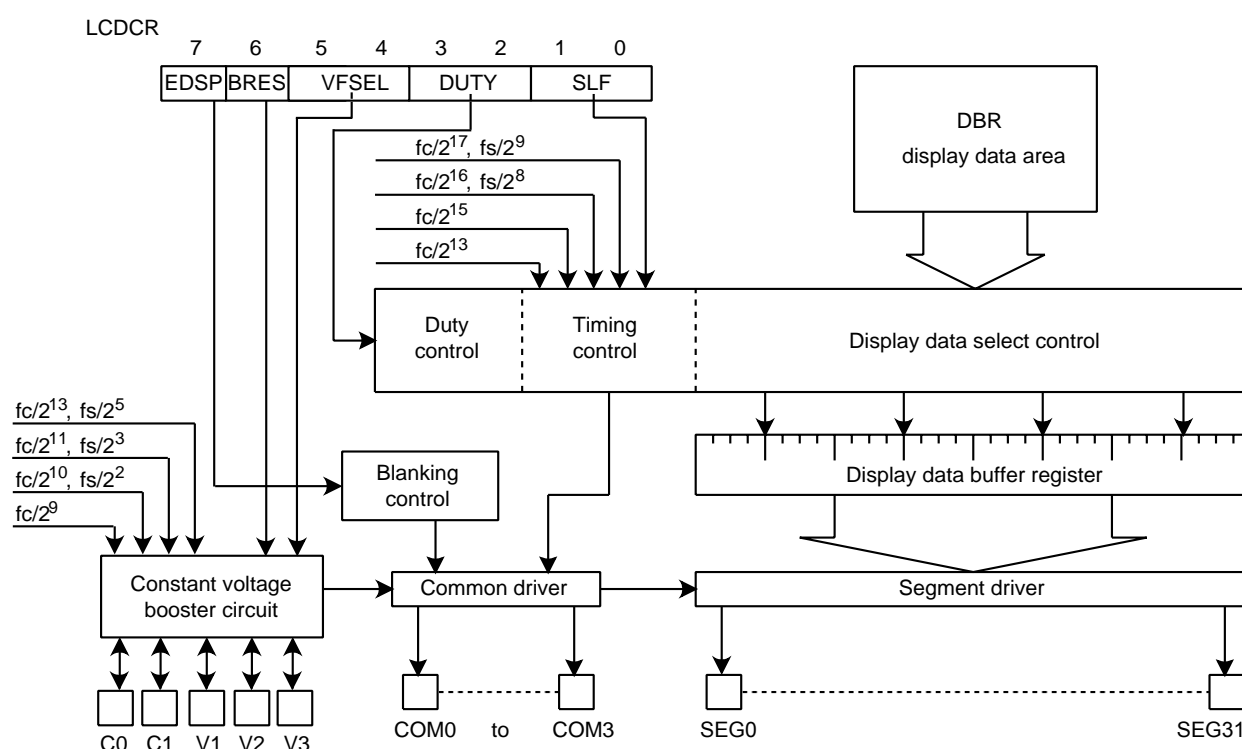 LCDCR
7 6 5 4 3 2 1 0
EDSP BRES VFSEL DUTY SLF
DBR
display data area
fc/2^17, fs/2^9
fc/2^16, fs/2^8
fc/2^15
fc/2^13
Duty
control
Timing
control
Display data select control
fc/2^13, fs/2^5
fc/2^11, fs/2^3
fc/2^10, fs/2^2
fc/2^9
Blanking
control
Display data buffer register
Constant voltage
booster circuit
Common driver
Segment driver
C0 C1 V1 V2 V3
COM0 to COM3
SEG0 SEG31